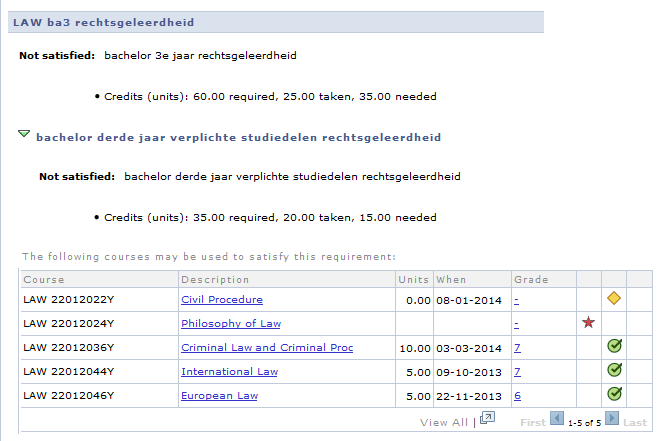 LAW ba3 rechtsgeleerdheid
Not satisfied: bachelor 3e jaar rechtsgeleerdheid
• Credits (units): 60.00 required, 25.00 taken, 35.00 needed
bachelor derde jaar verplichte studiedelen rechtsgeleerdheid
Not satisfied: bachelor derde jaar verplichte studiedelen rechtsgeleerdheid
• Credits (units): 35.00 required, 20.00 taken, 15.00 needed
The following courses may be used to satisfy this requirement:
Course Description Units When Grade
LAW 22012022Y Civil Procedure 0.00 08-01-2014 -
LAW 22012024Y Philosophy of Law -
LAW 22012036Y Criminal Law and Criminal Proc 10.00 03-03-2014 7
LAW 22012044Y International Law 5.00 09-10-2013 7
LAW 22012046Y European Law 5.00 22-11-2013 6
View All | First 1-5 of 5 Last